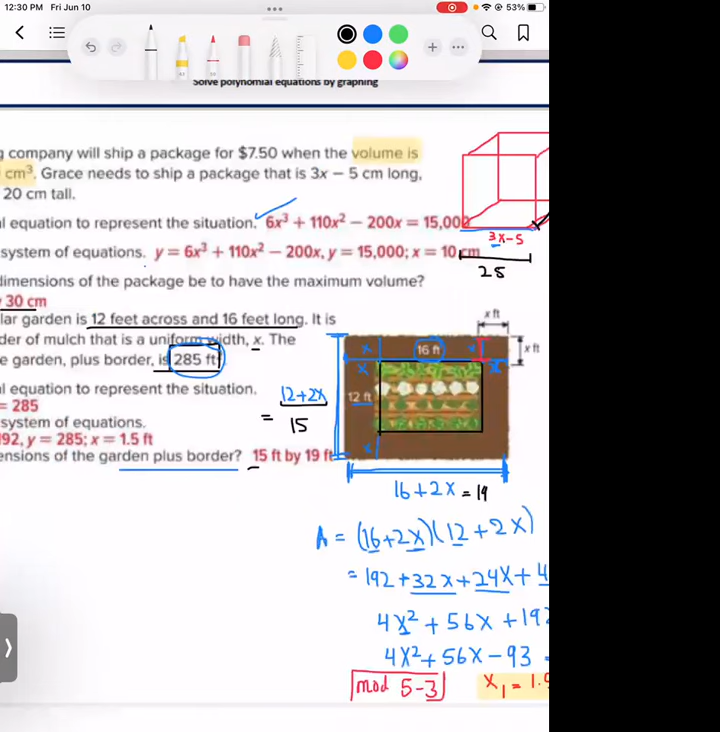 12:30 PM Fri Jun 10
53%
Solve polynomial equations by graphing
g company will ship a package for $7.50 when the volume is
cm³. Grace needs to ship a package that is 3x − 5 cm long,
20 cm tall.
al equation to represent the situation. 6x³ + 110x² − 200x = 15,000
system of equations. y = 6x³ + 110x² − 200x, y = 15,000; x = 10 cm
3x-5
25
dimensions of the package be to have the maximum volume?
30 cm
lar garden is 12 feet across and 16 feet long. It is
der of mulch that is a uniform width, x. The
e garden, plus border, is 285 ft²
x ft
x ft
x
16 ft
x
x
x
12 ft
x
al equation to represent the situation.
= 285
system of equations.
192, y = 285; x = 1.5 ft
ensions of the garden plus border? 15 ft by 19 ft
12+2x
= 15
16+2x = 19
A = (16+2x)(12+2x)
= 192+32x+24x+4
4x²+56x+192
4x²+56x-93 =
mod 5-3
x₁ = 1.5